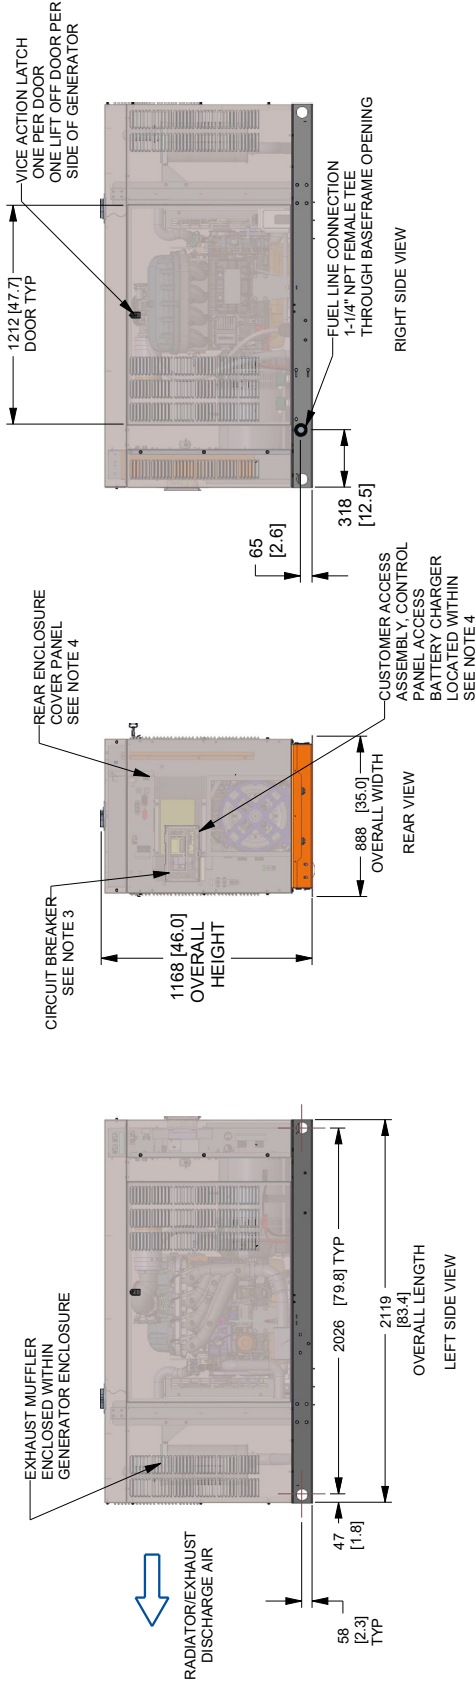 EXHAUST MUFFLER
ENCLOSED WITHIN
GENERATOR ENCLOSURE
RADIATOR/EXHAUST
DISCHARGE AIR
58
[2.3]
TYP
47
[1.8]
2026 [79.8] TYP
2119
[83.4]
OVERALL LENGTH
LEFT SIDE VIEW
CIRCUIT BREAKER
SEE NOTE 3
REAR ENCLOSURE
COVER PANEL
SEE NOTE 4
1168 [46.0]
OVERALL
HEIGHT
888 [35.0]
OVERALL WIDTH
REAR VIEW
CUSTOMER ACCESS
ASSEMBLY, CONTROL
PANEL ACCESS
BATTERY CHARGER
LOCATED WITHIN
SEE NOTE 4
1212 [47.7]
DOOR TYP
VICE ACTION LATCH
ONE PER DOOR
ONE LIFT OFF DOOR PER
SIDE OF GENERATOR
65
[2.6]
318
[12.5]
FUEL LINE CONNECTION
1-1/4" NPT FEMALE TEE
THROUGH BASEFRAME OPENING
RIGHT SIDE VIEW